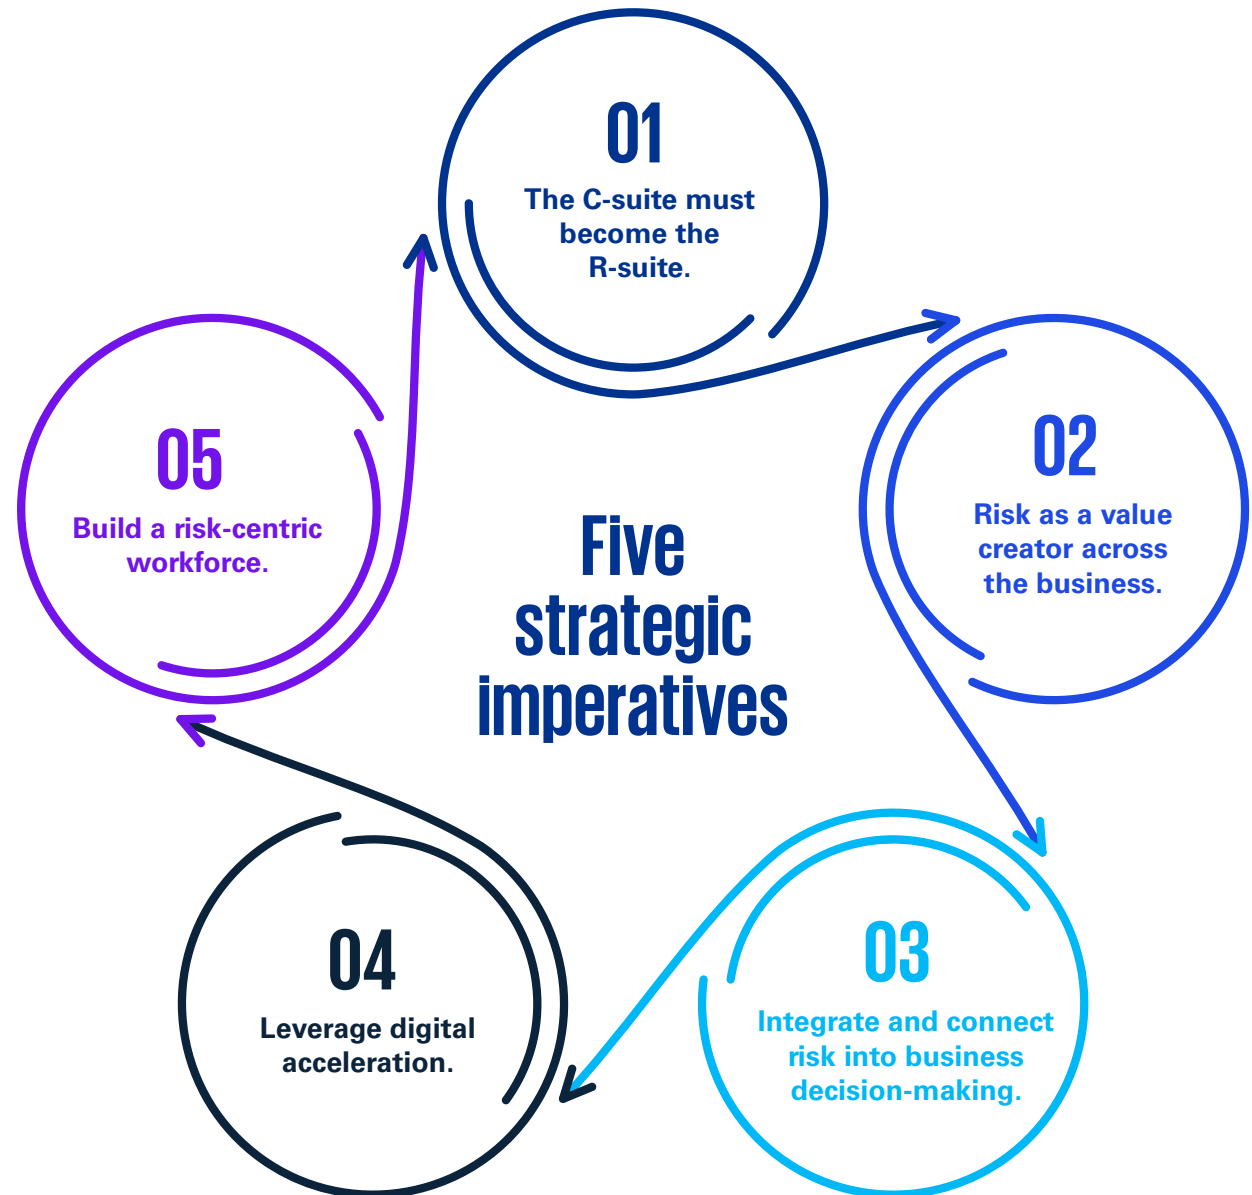 01
The C-suite must
become the
R-suite.
02
Risk as a value
creator across
the business.
03
Integrate and connect
risk into business
decision-making.
04
Leverage digital
acceleration.
05
Build a risk-centric
workforce.
Five
strategic
imperatives